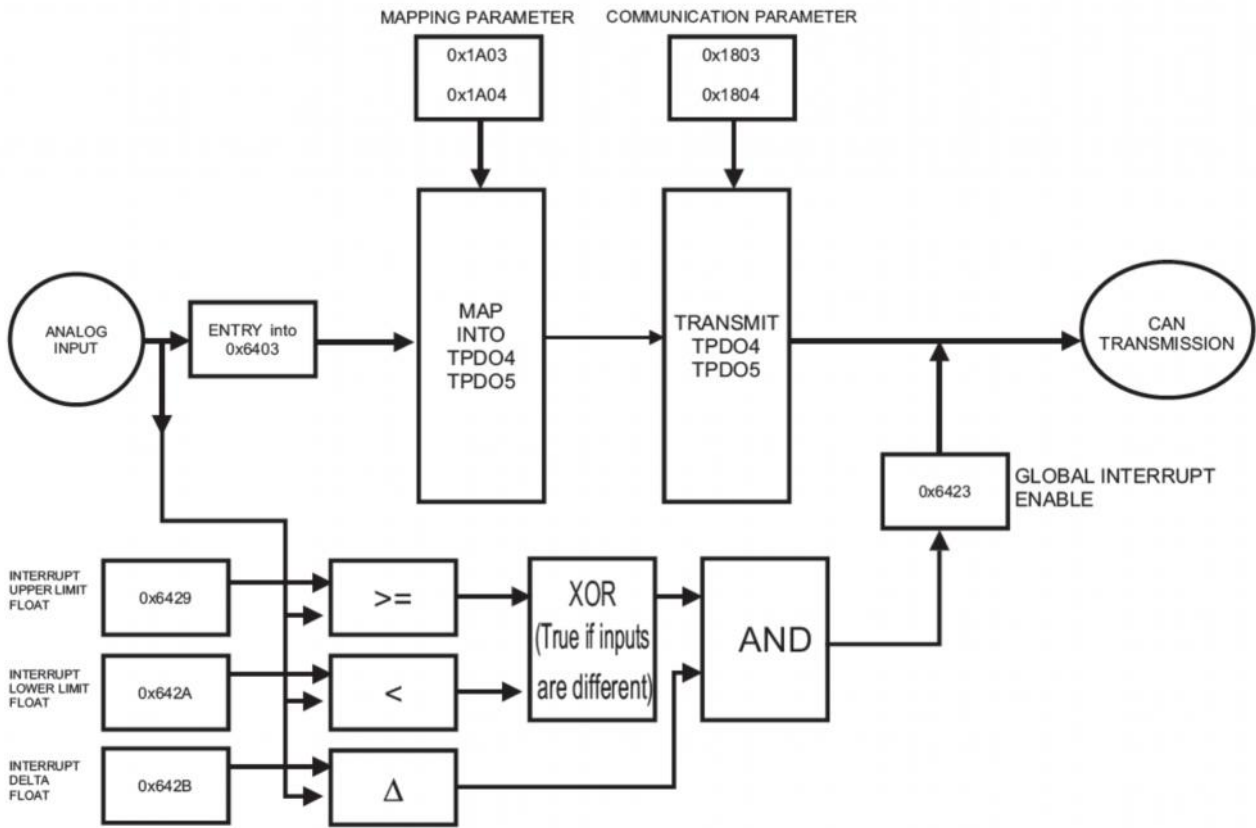 MAPPING PARAMETER
0x1A03
0x1A04
COMMUNICATION PARAMETER
0x1803
0x1804
ANALOG
INPUT
ENTRY into
0x6403
MAP
INTO
TPDO4
TPDO5
TRANSMIT
TPDO4
TPDO5
CAN
TRANSMISSION
0x6423
GLOBAL INTERRUPT
ENABLE
INTERRUPT
UPPER LIMIT
FLOAT
0x6429
>=
XOR
(True if inputs
are different)
AND
INTERRUPT
LOWER LIMIT
FLOAT
0x642A
<
INTERRUPT
DELTA
FLOAT
0x642B
Δ